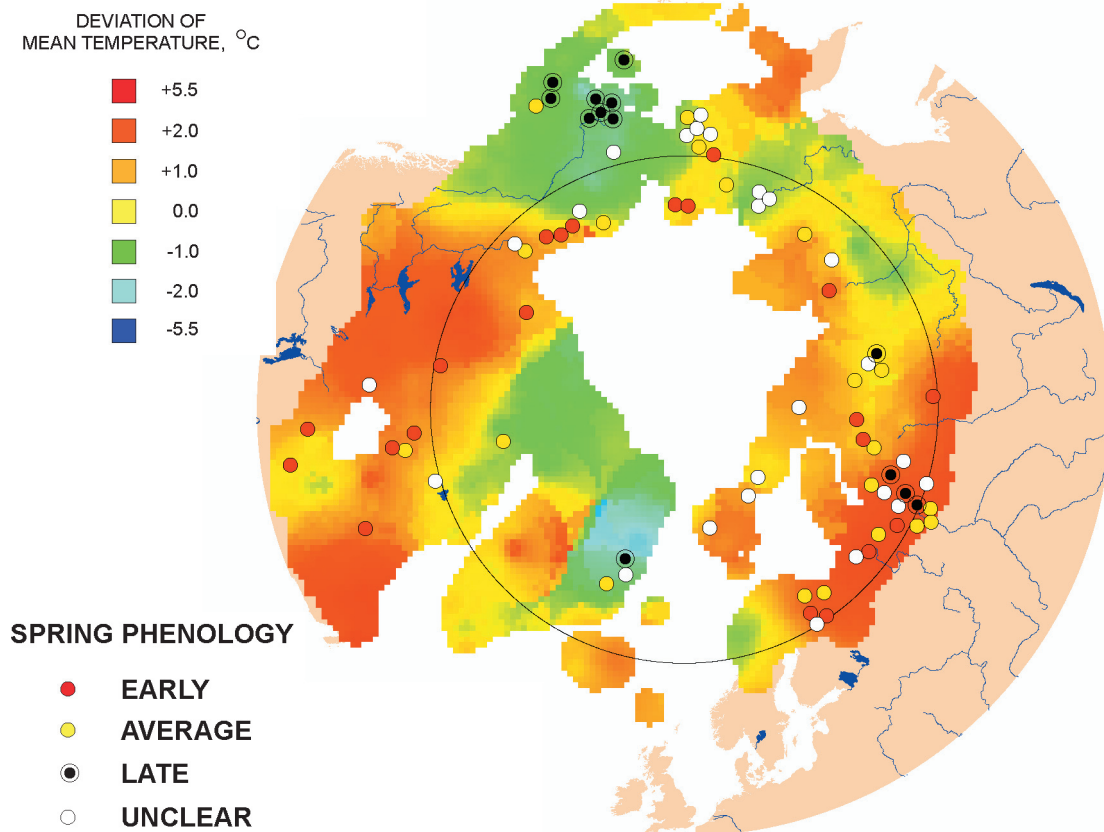 DEVIATION OF
MEAN TEMPERATURE, °C
+5.5
+2.0
+1.0
0.0
-1.0
-2.0
-5.5
SPRING PHENOLOGY
EARLY
AVERAGE
LATE
UNCLEAR